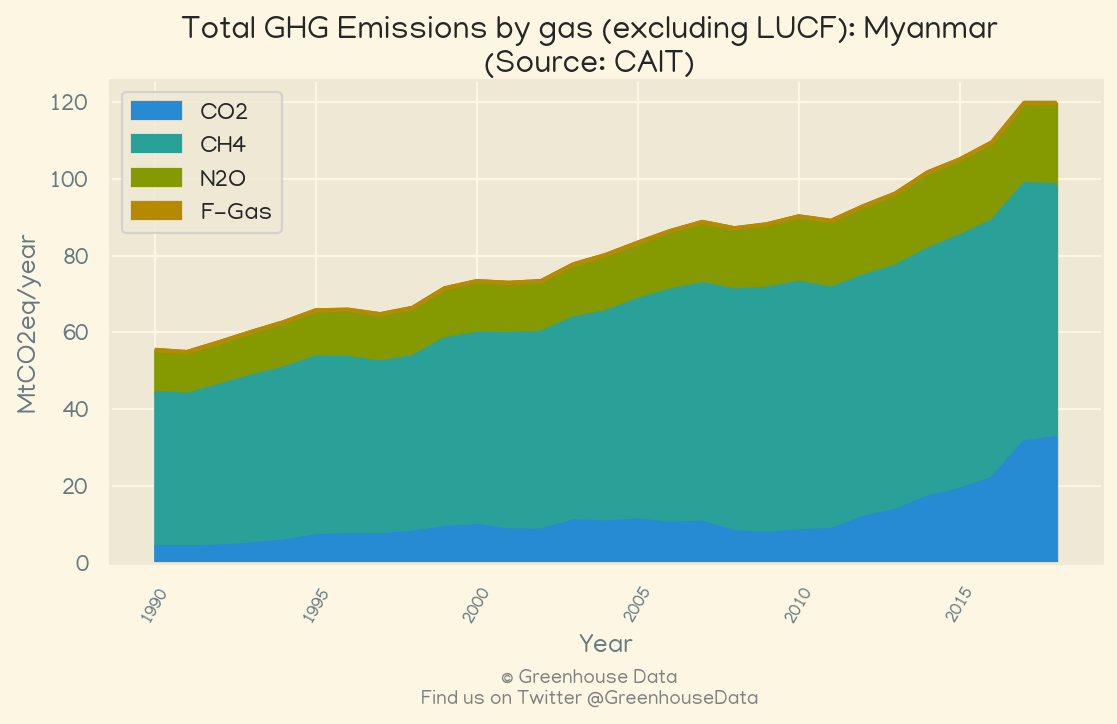 Total GHG Emissions by gas (excluding LUCF): Myanmar
(Source: CAIT)
CO2
CH4
N2O
F-Gas
MtCO2eq/year
120
100
80
60
40
20
0
1990
1995
2000
2005
2010
2015
Year
© Greenhouse Data
Find us on Twitter @GreenhouseData